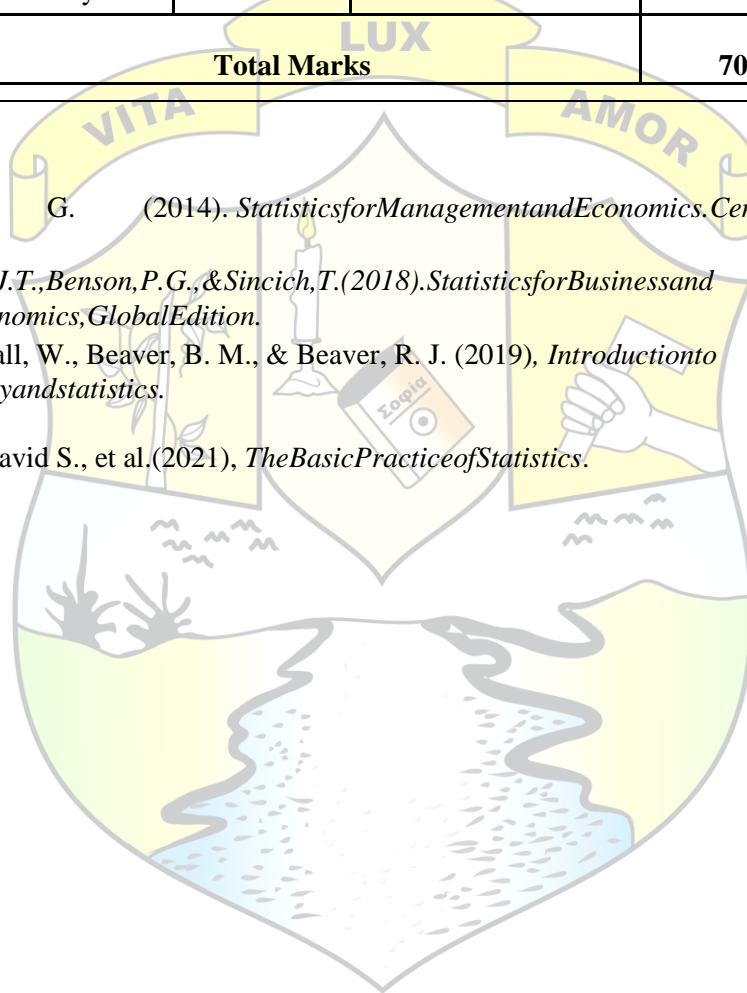 Total Marks 70
LUX
VITA
AMOR
G. (2014). StatisticsforManagementandEconomics.Cen
J.T.,Benson,P.G.,&Sincich,T.(2018).StatisticsforBusinessand
nomics,GlobalEdition.
all, W., Beaver, B. M., & Beaver, R. J. (2019), Introductionto
yandstatistics.
Σοφία
avid S., et al.(2021), TheBasicPracticeofStatistics.